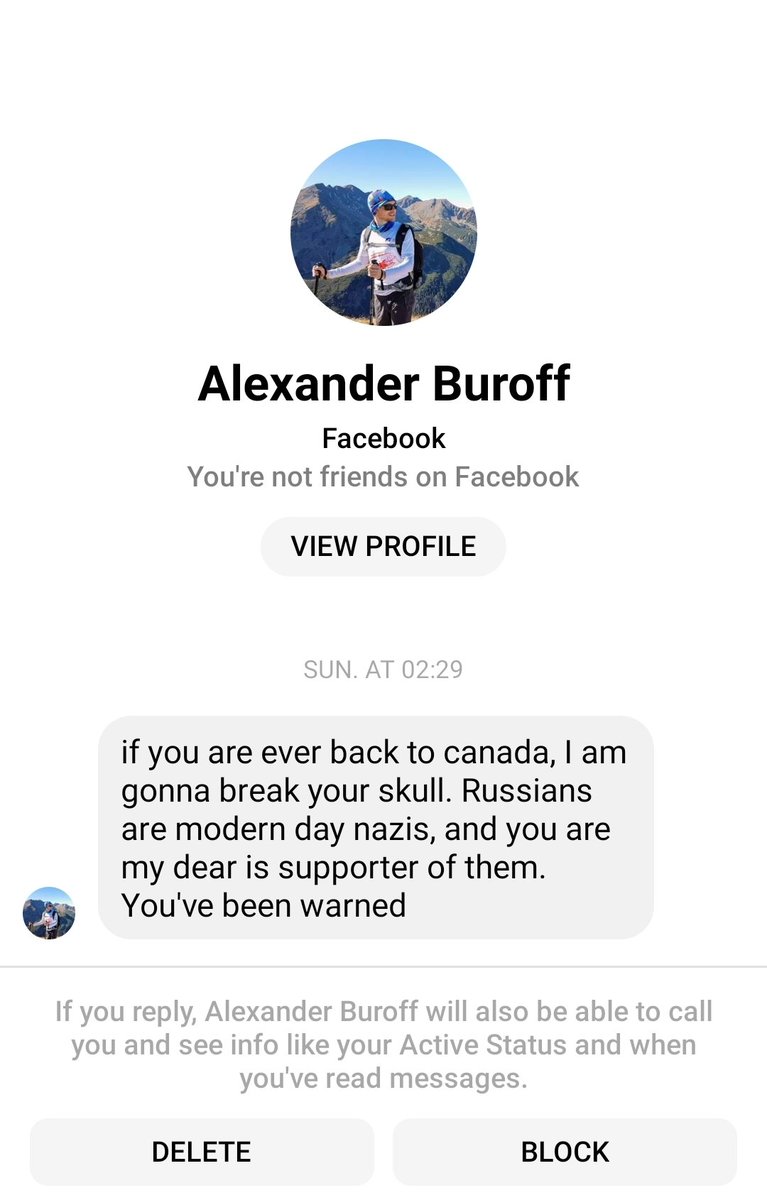 Alexander Buroff
Facebook
You're not friends on Facebook
VIEW PROFILE
SUN. AT 02:29
if you are ever back to canada, I am
gonna break your skull. Russians
are modern day nazis, and you are
my dear is supporter of them.
You've been warned
If you reply, Alexander Buroff will also be able to call
you and see info like your Active Status and when
you've read messages.
DELETE
BLOCK